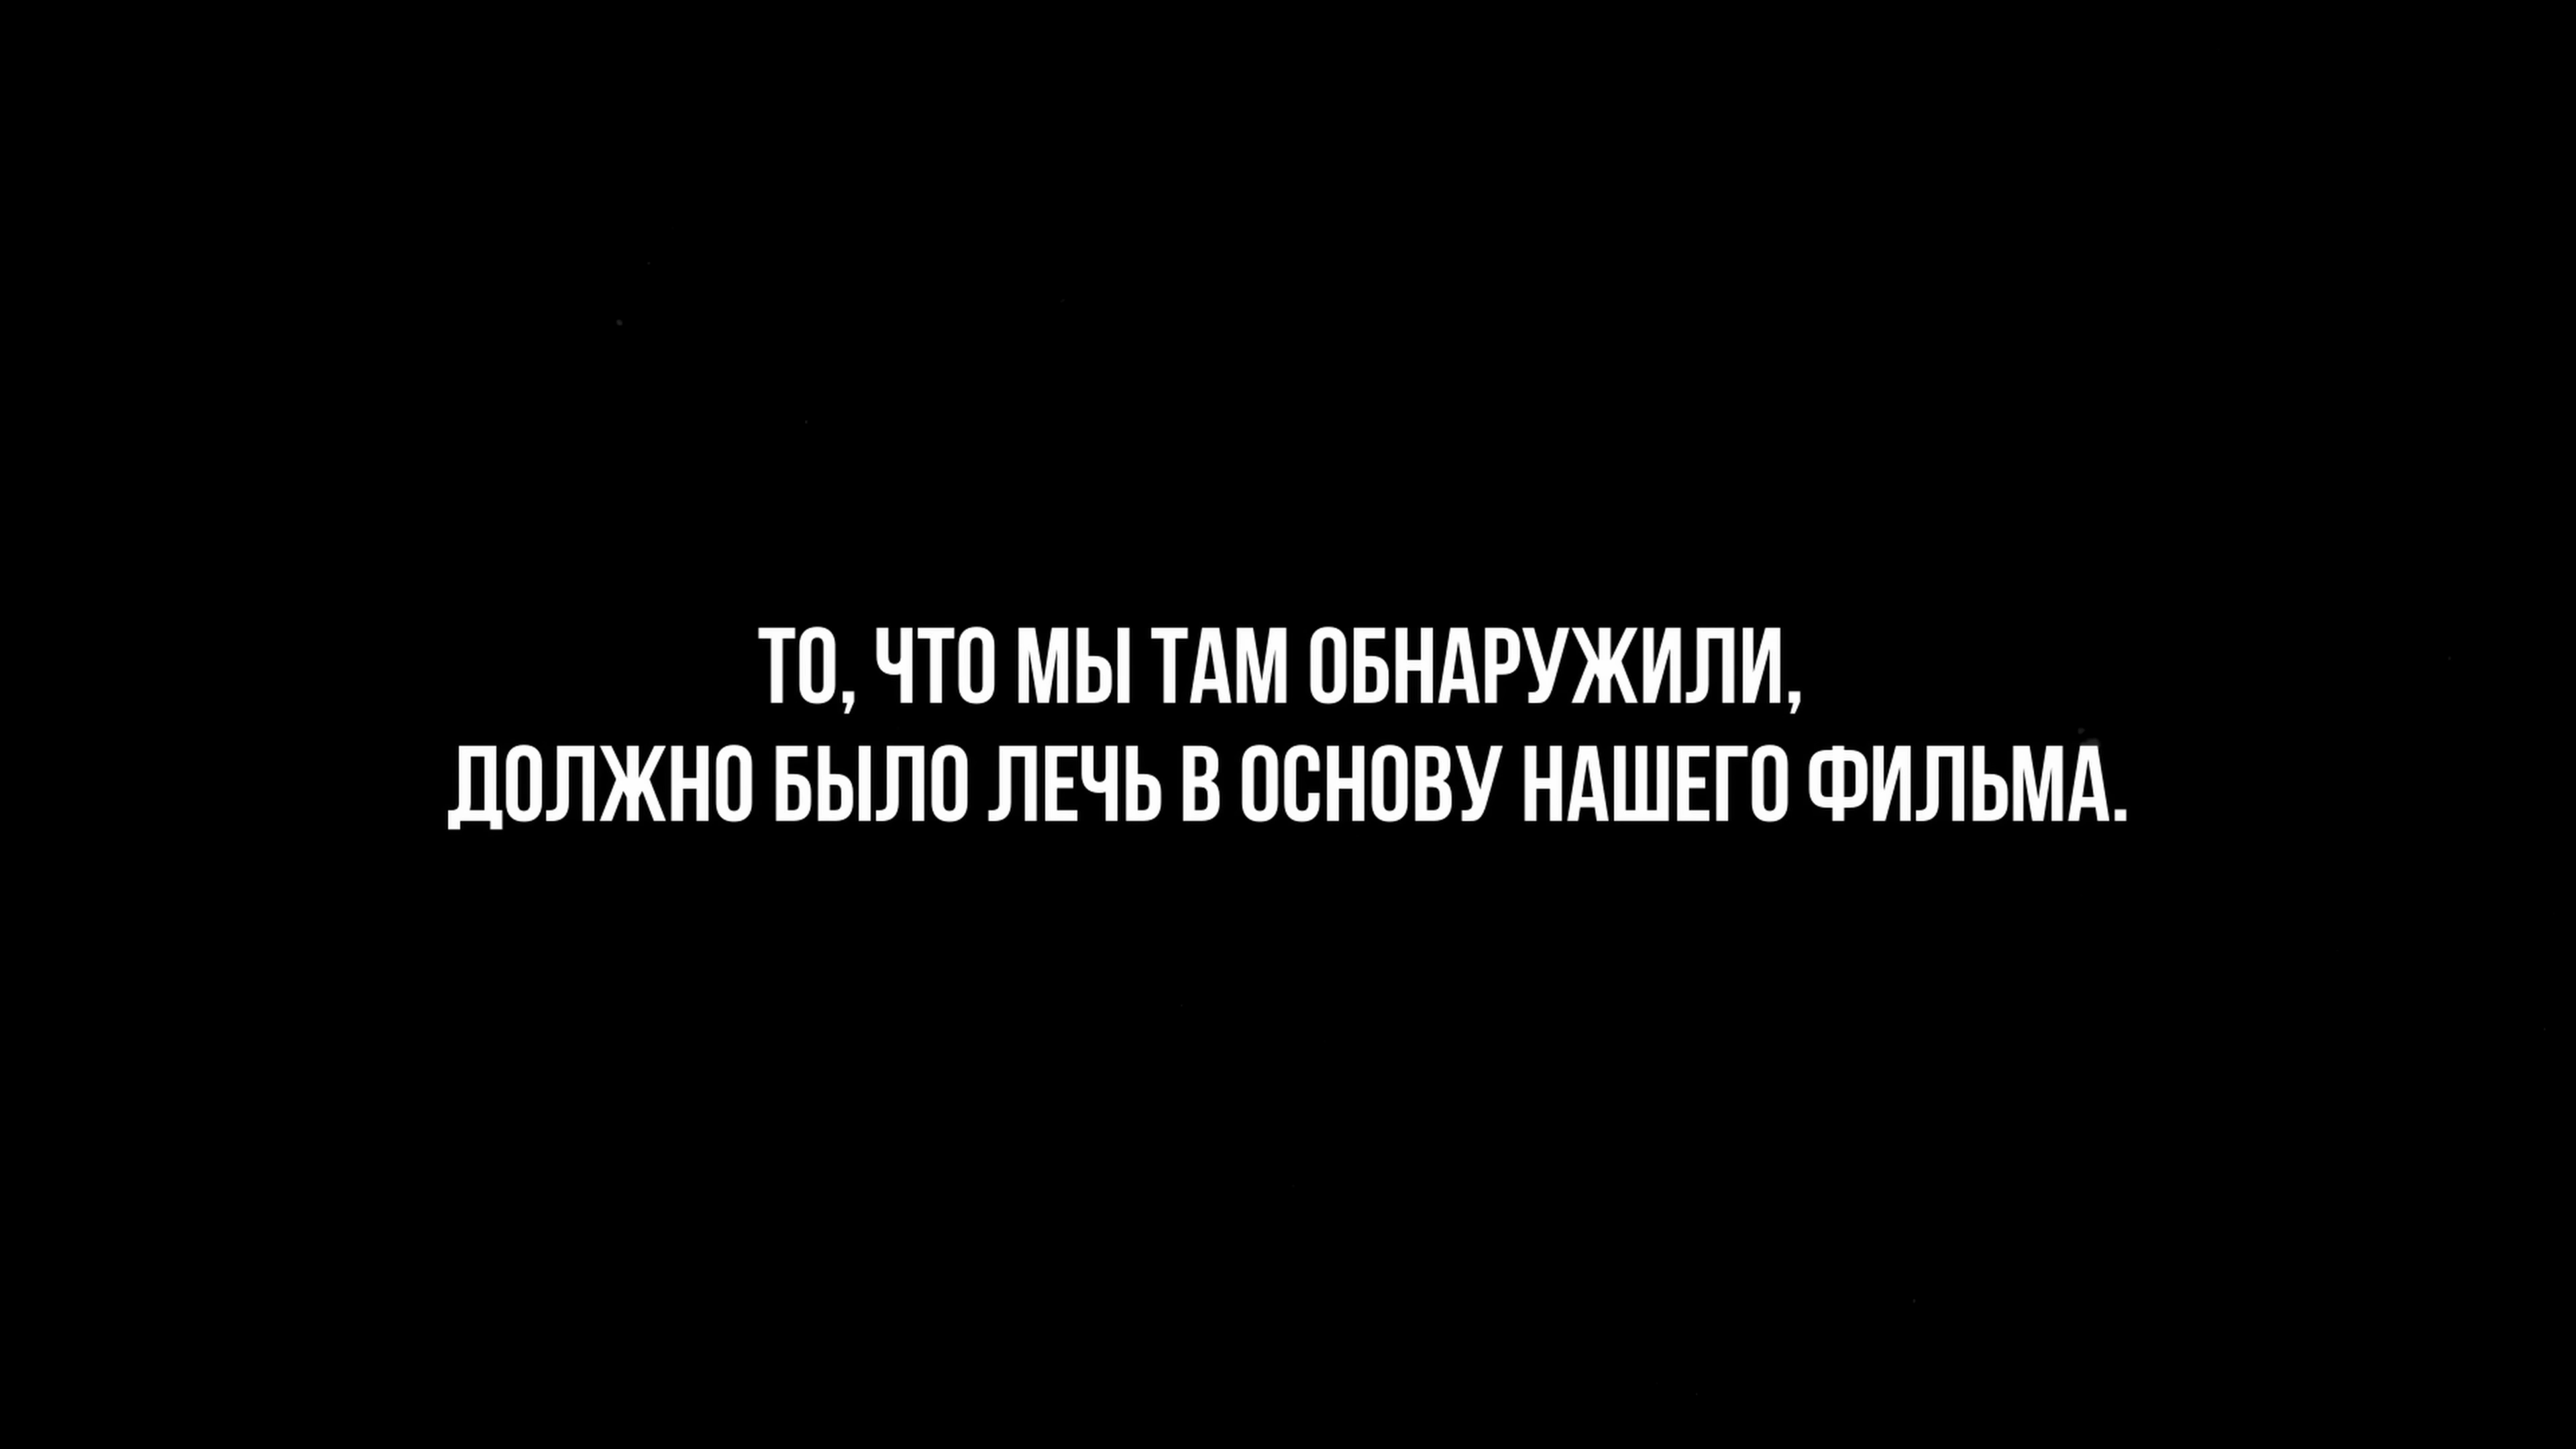 ТО, ЧТО МЫ ТАМ ОБНАРУЖИЛИ,
ДОЛЖНО БЫЛО ЛЕЧЬ В ОСНОВУ НАШЕГО ФИЛЬМА.